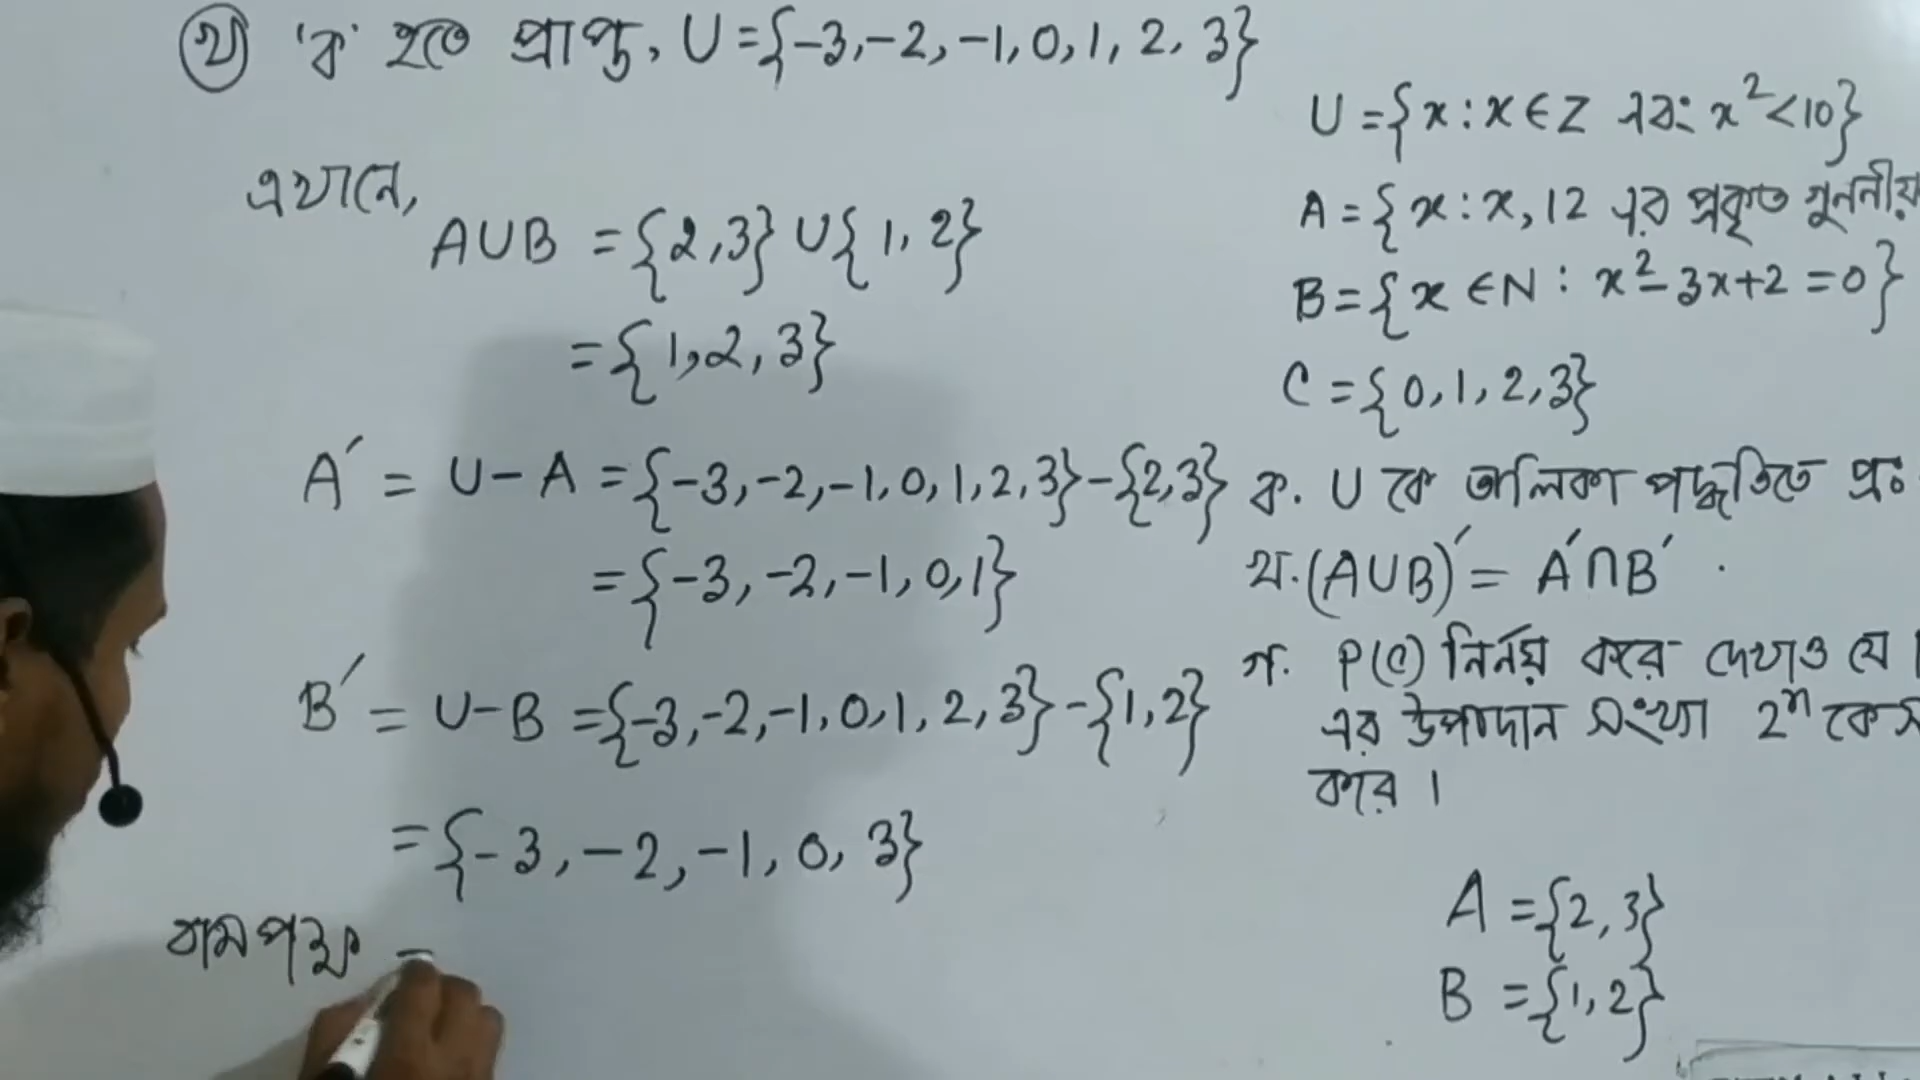 খ 'ক' হতে প্রাপ্ত, U = {-3, -2, -1, 0, 1, 2, 3}
এখানে,
A∪B = {2, 3} ∪ {1, 2}
= {1, 2, 3}
A′ = U - A = {-3, -2, -1, 0, 1, 2, 3} - {2, 3}
= {-3, -2, -1, 0, 1}
B′ = U - B = {-3, -2, -1, 0, 1, 2, 3} - {1, 2}
= {-3, -2, -1, 0, 3}
বামপক্ষ =
U = {x : x ∈ Z এবং x² < 10}
A = {x : x, 12 এর প্রকৃত গুননীয়
B = {x ∈ N : x² - 3x + 2 = 0}
C = {0, 1, 2, 3}
ক. U কে তালিকা পদ্ধতিতে প্রঃ
খ. (A∪B)′ = A′∩B′ .
গ. P(C) নির্নয় করে দেখাও যে
এর উপাদান সংখ্যা 2ⁿ কে স
করে ।
A = {2, 3}
B = {1, 2}